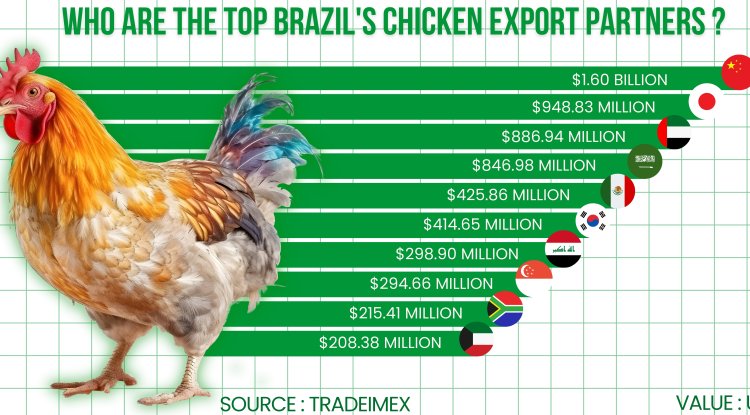 WHO ARE THE TOP BRAZIL'S CHICKEN EXPORT PARTNERS ?
$1.60 BILLION
$948.83 MILLION
$886.94 MILLION
$846.98 MILLION
$425.86 MILLION
$414.65 MILLION
$298.90 MILLION
$294.66 MILLION
$215.41 MILLION
$208.38 MILLION
SOURCE : TRADEIMEX
VALUE :